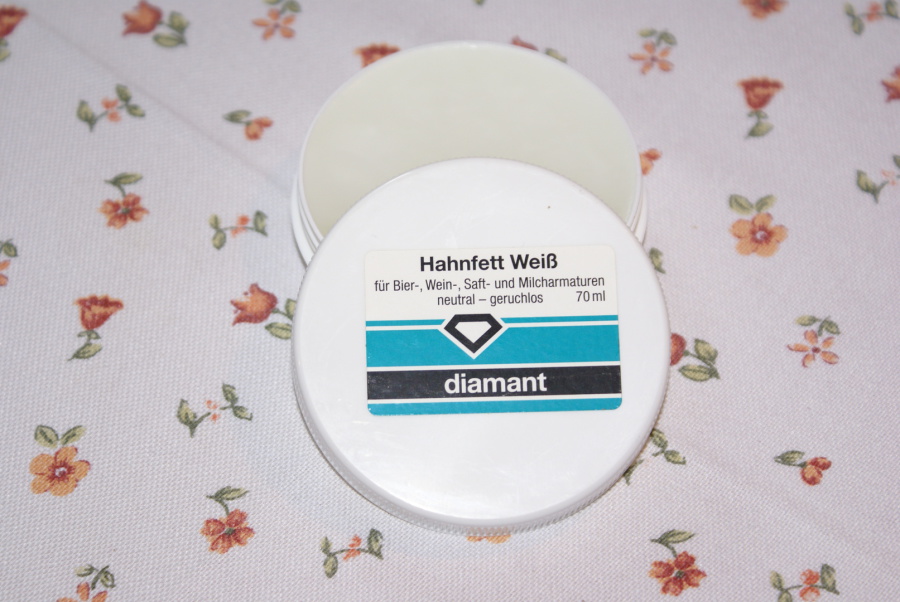 Hahnfett Weiß
für Bier-, Wein-, Saft- und Milcharmaturen
neutral – geruchlos 70 ml
diamant